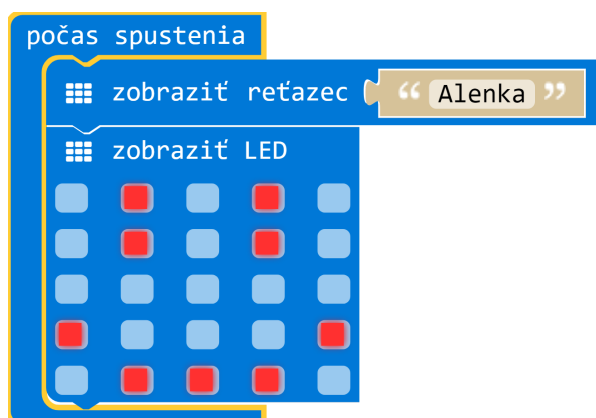 počas spustenia
zobraziť reťazec “ Alenka ”
zobraziť LED